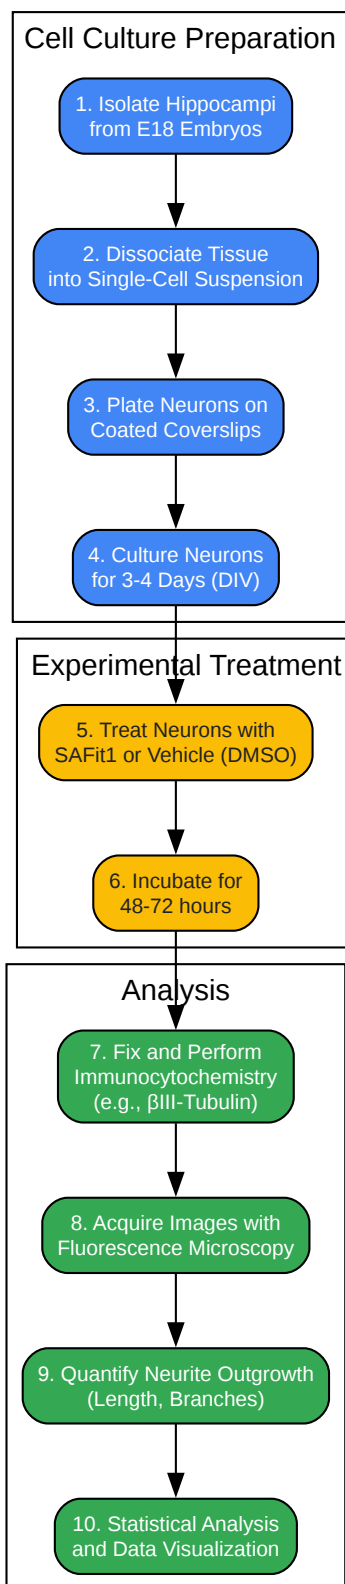 Cell Culture Preparation
1. Isolate Hippocampi
from E18 Embryos
2. Dissociate Tissue
into Single-Cell Suspension
3. Plate Neurons on
Coated Coverslips
4. Culture Neurons
for 3-4 Days (DIV)
Experimental Treatment
5. Treat Neurons with
SAFit1 or Vehicle (DMSO)
6. Incubate for
48-72 hours
Analysis
7. Fix and Perform
Immunocytochemistry
(e.g., βIII-Tubulin)
8. Acquire Images with
Fluorescence Microscopy
9. Quantify Neurite Outgrowth
(Length, Branches)
10. Statistical Analysis
and Data Visualization